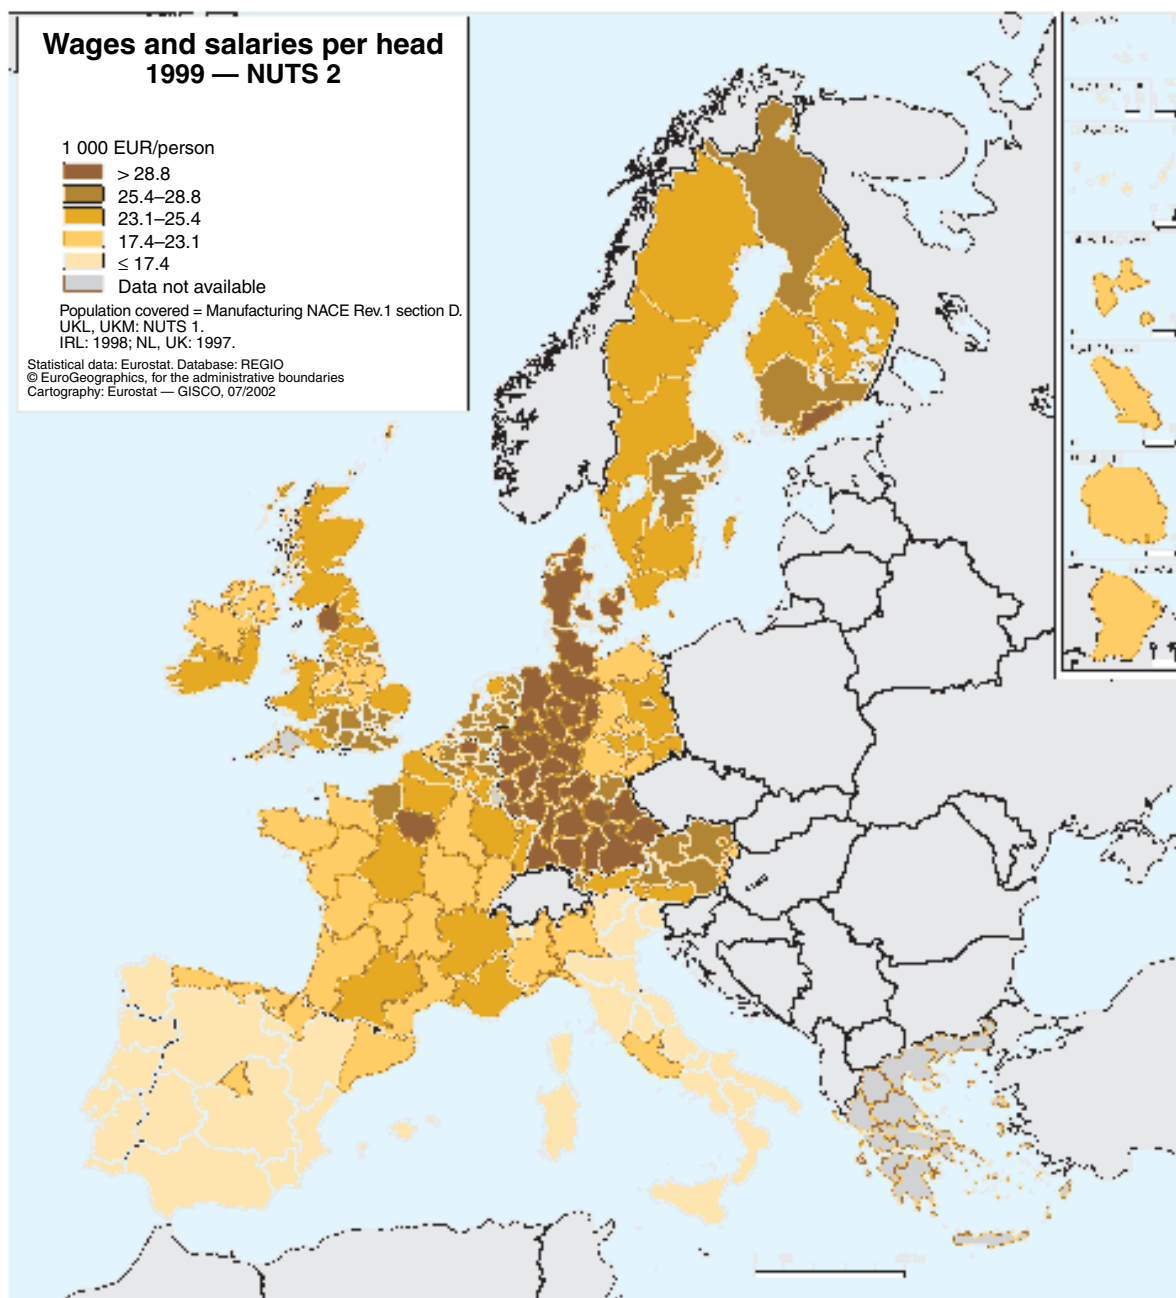 Wages and salaries per head
1999 — NUTS 2
1 000 EUR/person
> 28.8
25.4–28.8
23.1–25.4
17.4–23.1
≤ 17.4
Data not available
Population covered = Manufacturing NACE Rev.1 section D.
UKL, UKM: NUTS 1.
IRL: 1998; NL, UK: 1997.
Statistical data: Eurostat. Database: REGIO
© EuroGeographics, for the administrative boundaries
Cartography: Eurostat — GISCO, 07/2002